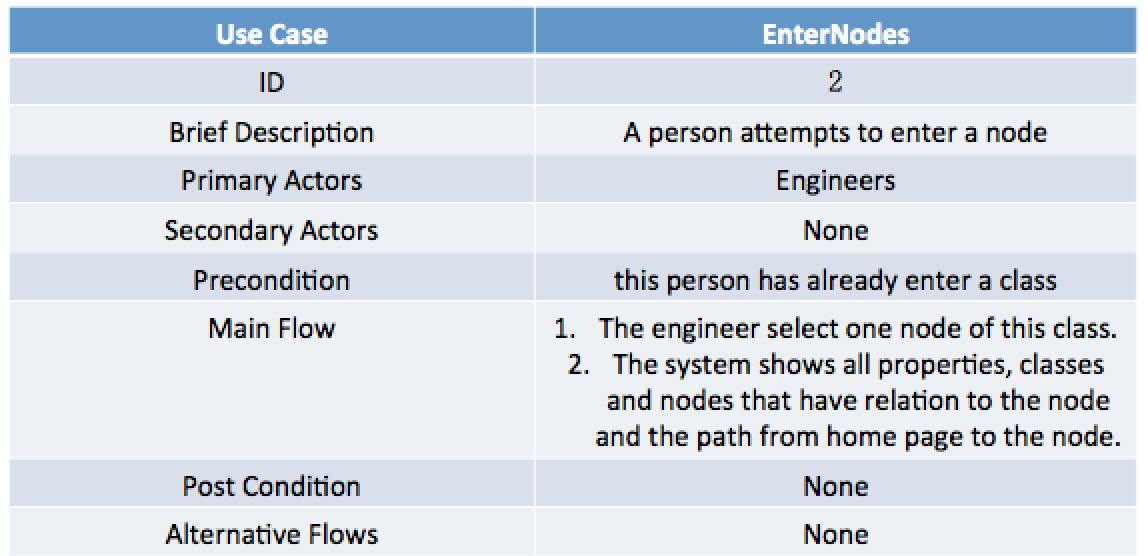 Use Case EnterNodes
ID 2
Brief Description A person attempts to enter a node
Primary Actors Engineers
Secondary Actors None
Precondition this person has already enter a class
Main Flow 1. The engineer select one node of this class.
2. The system shows all properties, classes
and nodes that have relation to the node
and the path from home page to the node.
Post Condition None
Alternative Flows None